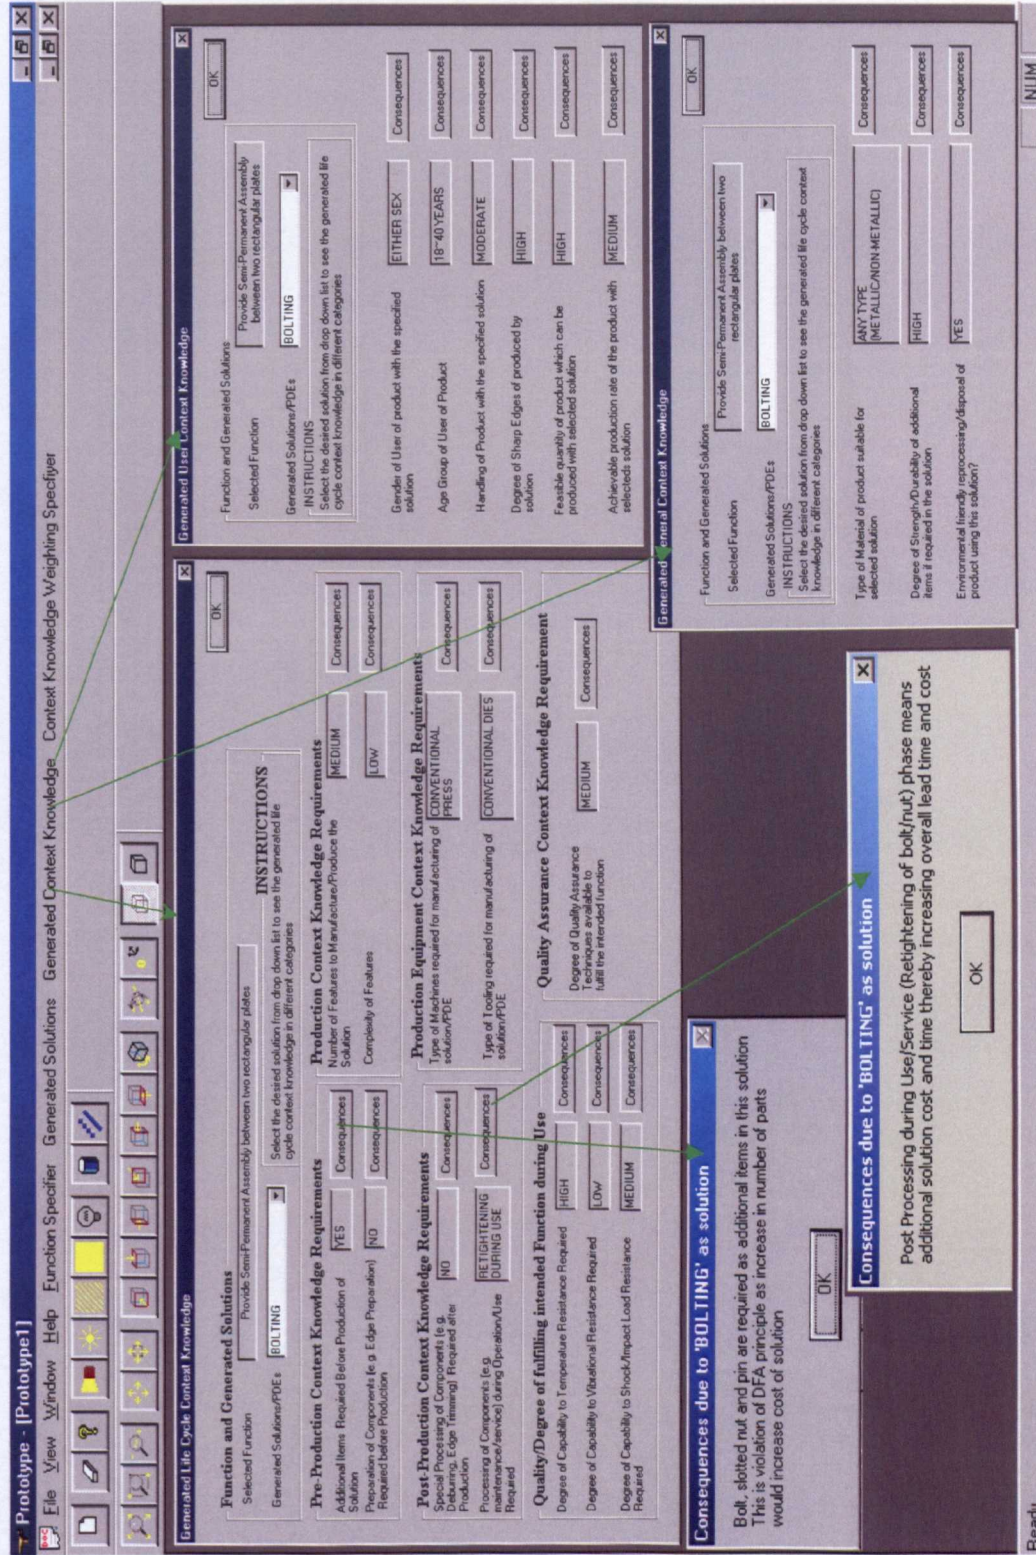 Prototype - [Prototype1]
File View Window Help Function Specifier Generated Solutions Generated Context Knowledge Context Knowledge Weighting Specfiyer
Generated Life Cycle Context Knowledge
OK
Function and Generated Solutions
Selected Function
Provide Semi-Permanent Assembly between two rectangular plates
Generated Solutions/PDEs
BOLTING
INSTRUCTIONS
Select the desired solution from drop down list to see the generated life
cycle context knowledge in different categories
Pre-Production Context Knowledge Requirements
Additional Items Required Before Production of
Solution
YES
Consequences
Preparation of Components (e.g. Edge Preparation)
Required before Production
NO
Consequences
Production Context Knowledge Requirements
Number of Features to Manufacture/Produce the
Solution
MEDIUM
Consequences
Complexity of Features
LOW
Consequences
Post-Production Context Knowledge Requirements
Special Processing of Components (e.g.
Deburring, Edge Trimming) Required after
Production
NO
Consequences
Processing of Components (e.g.
maintenance/service) during Operation/Use
Required
RETIGHTENING
DURING USE
Consequences
Production Equipment Context Knowledge Requirements
Type of Machines required for manufacturing of
solution/PDE
CONVENTIONAL
PRESS
Consequences
Type of Tooling required for manufacturing of
solution/PDE
CONVENTIONAL DIES
Consequences
Quality/Degree of fulfilling intended Function during Use
Degree of Capability to Temperature Resistance Required
HIGH
Consequences
Degree of Capability to Vibrational Resistance Required
LOW
Consequences
Degree of Capability to Shock/Impact Load Resistance
Required
MEDIUM
Consequences
Quality Assurance Context Knowledge Requirement
Degree of Quality Assurance
Techniques available to
fulfil the intended function
MEDIUM
Consequences
Generated User Context Knowledge
OK
Function and Generated Solutions
Selected Function
Provide Semi-Permanent Assembly
between two rectangular plates
Generated Solutions/PDEs
BOLTING
INSTRUCTIONS
Select the desired solution from drop down list to see the generated life
cycle context knowledge in different categories
Gender of User of product with the specified
solution
EITHER SEX
Consequences
Age Group of User of Product
18~40 YEARS
Consequences
Handling of Product with the specified solution
MODERATE
Consequences
Degree of Sharp Edges of produced by
solution
HIGH
Consequences
Feasible quantity of product which can be
produced with selected solution
HIGH
Consequences
Achievable production rate of the product with
selecteds solution
MEDIUM
Consequences
Generated General Context Knowledge
OK
Function and Generated Solutions
Selected Function
Provide Semi-Permanent Assembly between two
rectangular plates
Generated Solutions/PDEs
BOLTING
INSTRUCTIONS
Select the desired solution from drop down list to see the generated life cycle context
knowledge in different categories
Type of Material of product suitable for
selected solution
ANY TYPE
(METALLIC/NON-METALLIC)
Consequences
Degree of Strength/Durability of additional
items if required in the solution
HIGH
Consequences
Environmental friendly reprocessing/disposal of
product using this solution?
YES
Consequences
Consequences due to 'BOLTING' as solution
Bolt, slotted nut and pin are required as additional items in this solution
This is violation of DFA principle as increase in number of parts
would increase cost of solution
OK
Consequences due to 'BOLTING' as solution
Post Processing during Use/Service (Retightening of bolt/nut) phase means
additional solution cost and time thereby increasing overall lead time and cost
OK
Ready
NUM